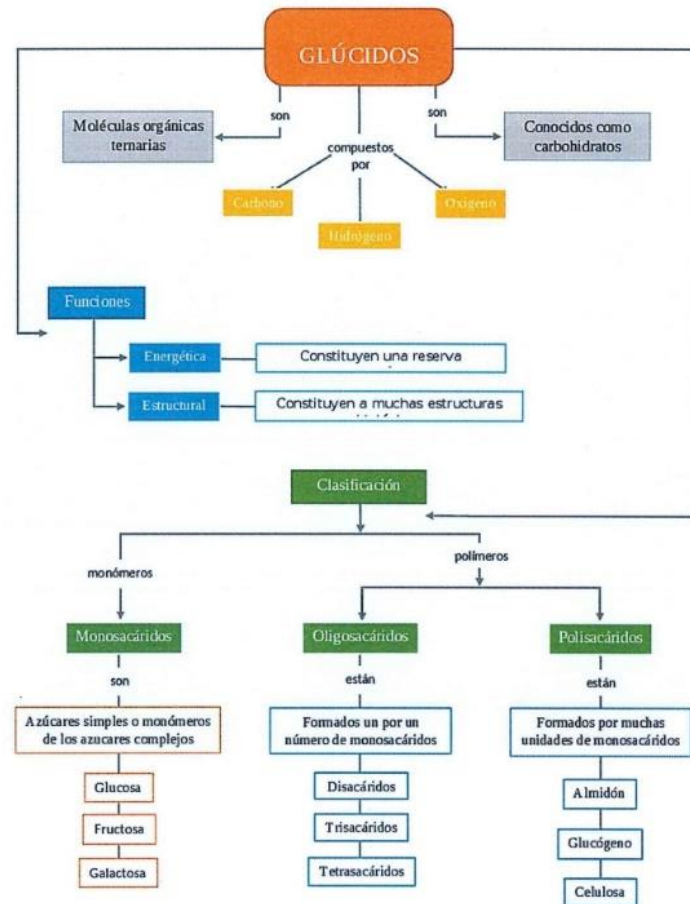 GLÚCIDOS
son
son
Moléculas orgánicas
ternarias
Conocidos como
carbohidratos
compuestos
por
Carbono
Oxigeno
Hidrógeno
Funciones
Energética
Constituyen una reserva
Estructural
Constituyen a muchas estructuras
Clasificación
monómeros
polímeros
Monosacáridos
Oligosacáridos
Polisacáridos
son
están
están
Azúcares simples o monómeros
de los azucares complejos
Formados un por un
número de monosacáridos
Formados por muchas
unidades de monosacáridos
Glucosa
Disacáridos
Almidón
Fructosa
Trisacáridos
Glucógeno
Galactosa
Tetrasacáridos
Celulosa